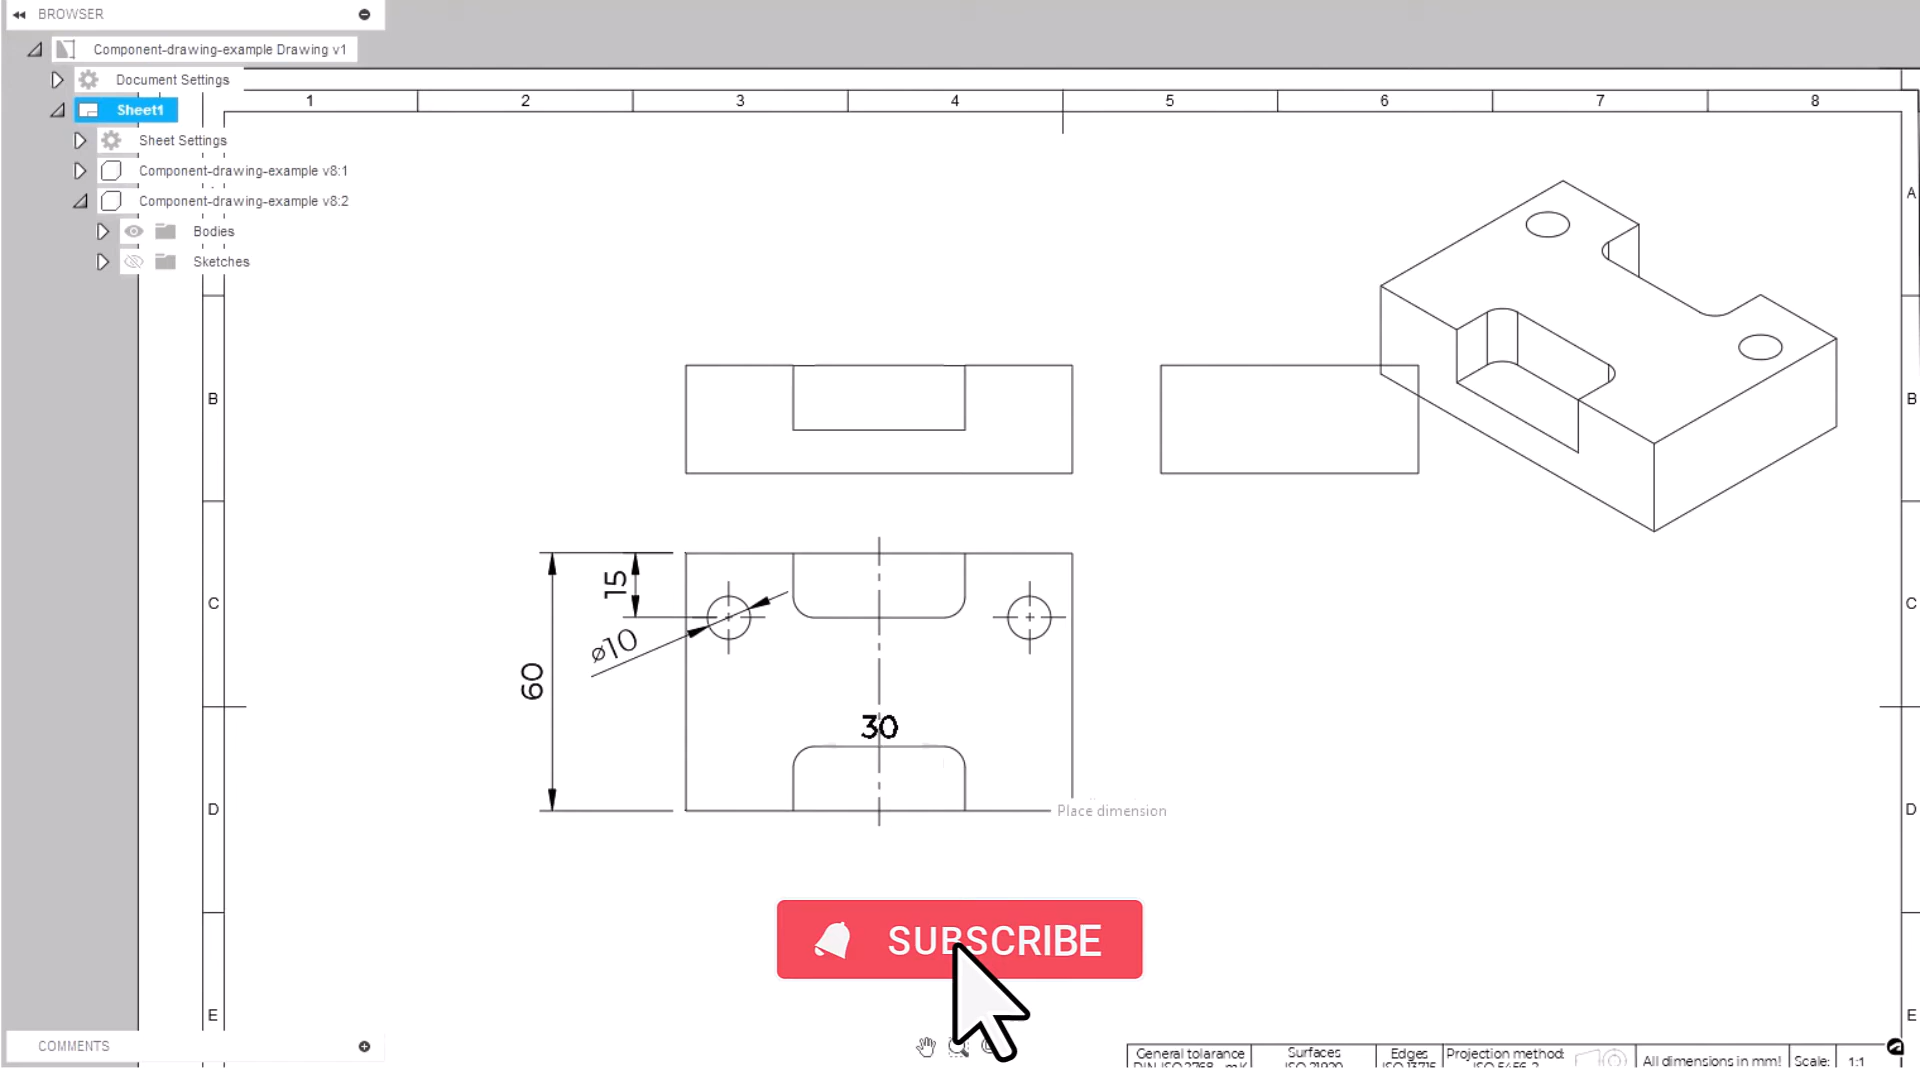 BROWSER
Component-drawing-example Drawing v1
Document Settings
1 2 3 4 5 6 7 8
Sheet1
Sheet Settings
Component-drawing-example v8:1
A
Component-drawing-example v8:2
Bodies
Sketches
B B
15
C C
⌀10
60
30
D D
Place dimension
SUBSCRIBE
E E
COMMENTS
General tolarance Surfaces Edges Projection method: All dimensions in mm! Scale: 1:1